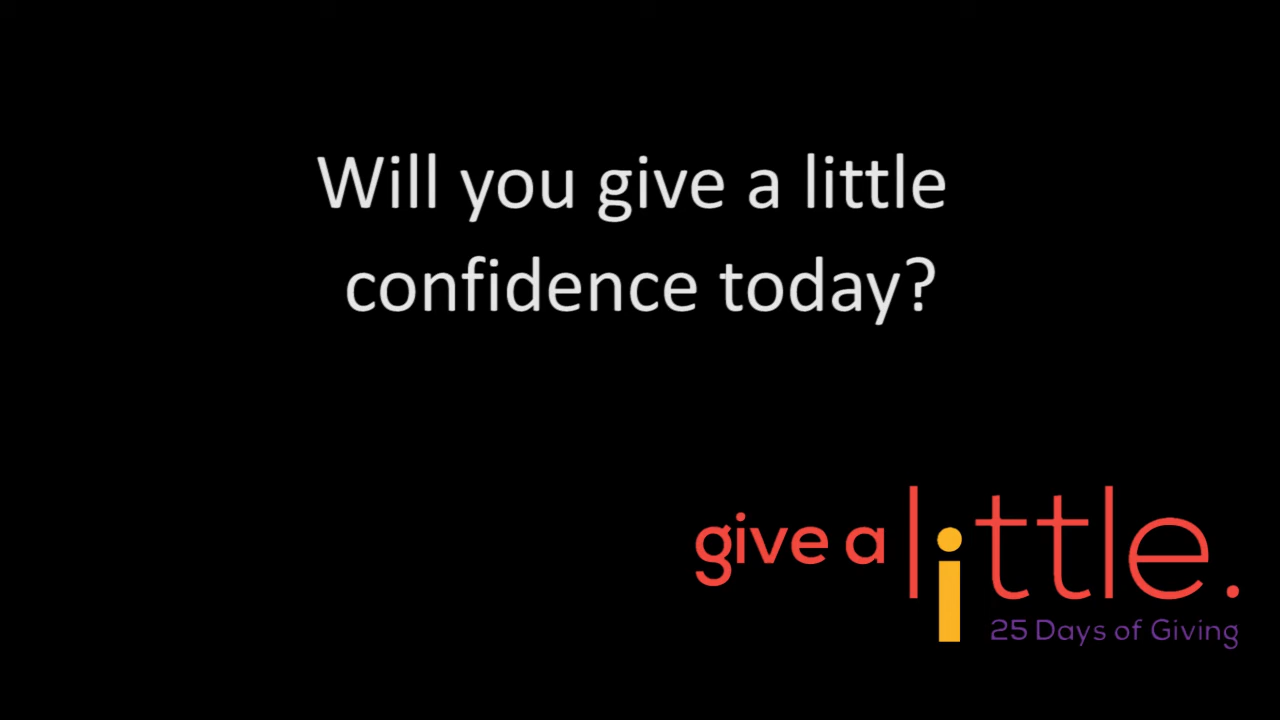 Will you give a little
confidence today?
give a little.
25 Days of Giving